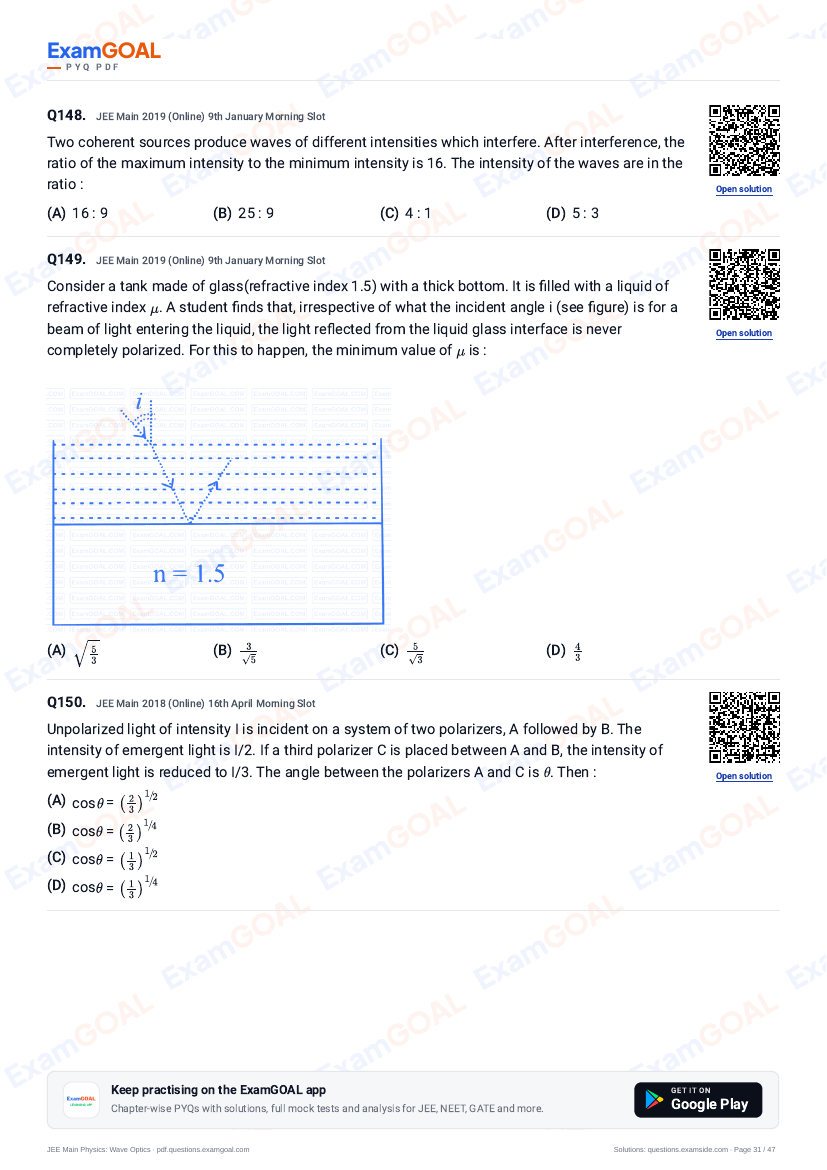 ExamGOAL
PYQ PDF
Q148. JEE Main 2019 (Online) 9th January Morning Slot
Two coherent sources produce waves of different intensities which interfere. After interference, the
ratio of the maximum intensity to the minimum intensity is 16. The intensity of the waves are in the
ratio :
Open solution
(A) 16 : 9 (B) 25 : 9 (C) 4 : 1 (D) 5 : 3
Q149. JEE Main 2019 (Online) 9th January Morning Slot
Consider a tank made of glass(refractive index 1.5) with a thick bottom. It is filled with a liquid of
refractive index μ. A student finds that, irrespective of what the incident angle i (see figure) is for a
beam of light entering the liquid, the light reflected from the liquid glass interface is never
completely polarized. For this to happen, the minimum value of μ is :
Open solution
i
n = 1.5
(A) √(5/3) (B) 3/√5 (C) 5/√3 (D) 4/3
Q150. JEE Main 2018 (Online) 16th April Morning Slot
Unpolarized light of intensity I is incident on a system of two polarizers, A followed by B. The
intensity of emergent light is I/2. If a third polarizer C is placed between A and B, the intensity of
emergent light is reduced to I/3. The angle between the polarizers A and C is θ. Then :
Open solution
(A) cosθ = (2/3)^1/2
(B) cosθ = (2/3)^1/4
(C) cosθ = (1/3)^1/2
(D) cosθ = (1/3)^1/4
ExamGOAL
Keep practising on the ExamGOAL app
Chapter-wise PYQs with solutions, full mock tests and analysis for JEE, NEET, GATE and more.
GET IT ON
Google Play
JEE Main Physics: Wave Optics · pdf.questions.examgoal.com
Solutions: questions.examside.com · Page 31 / 47